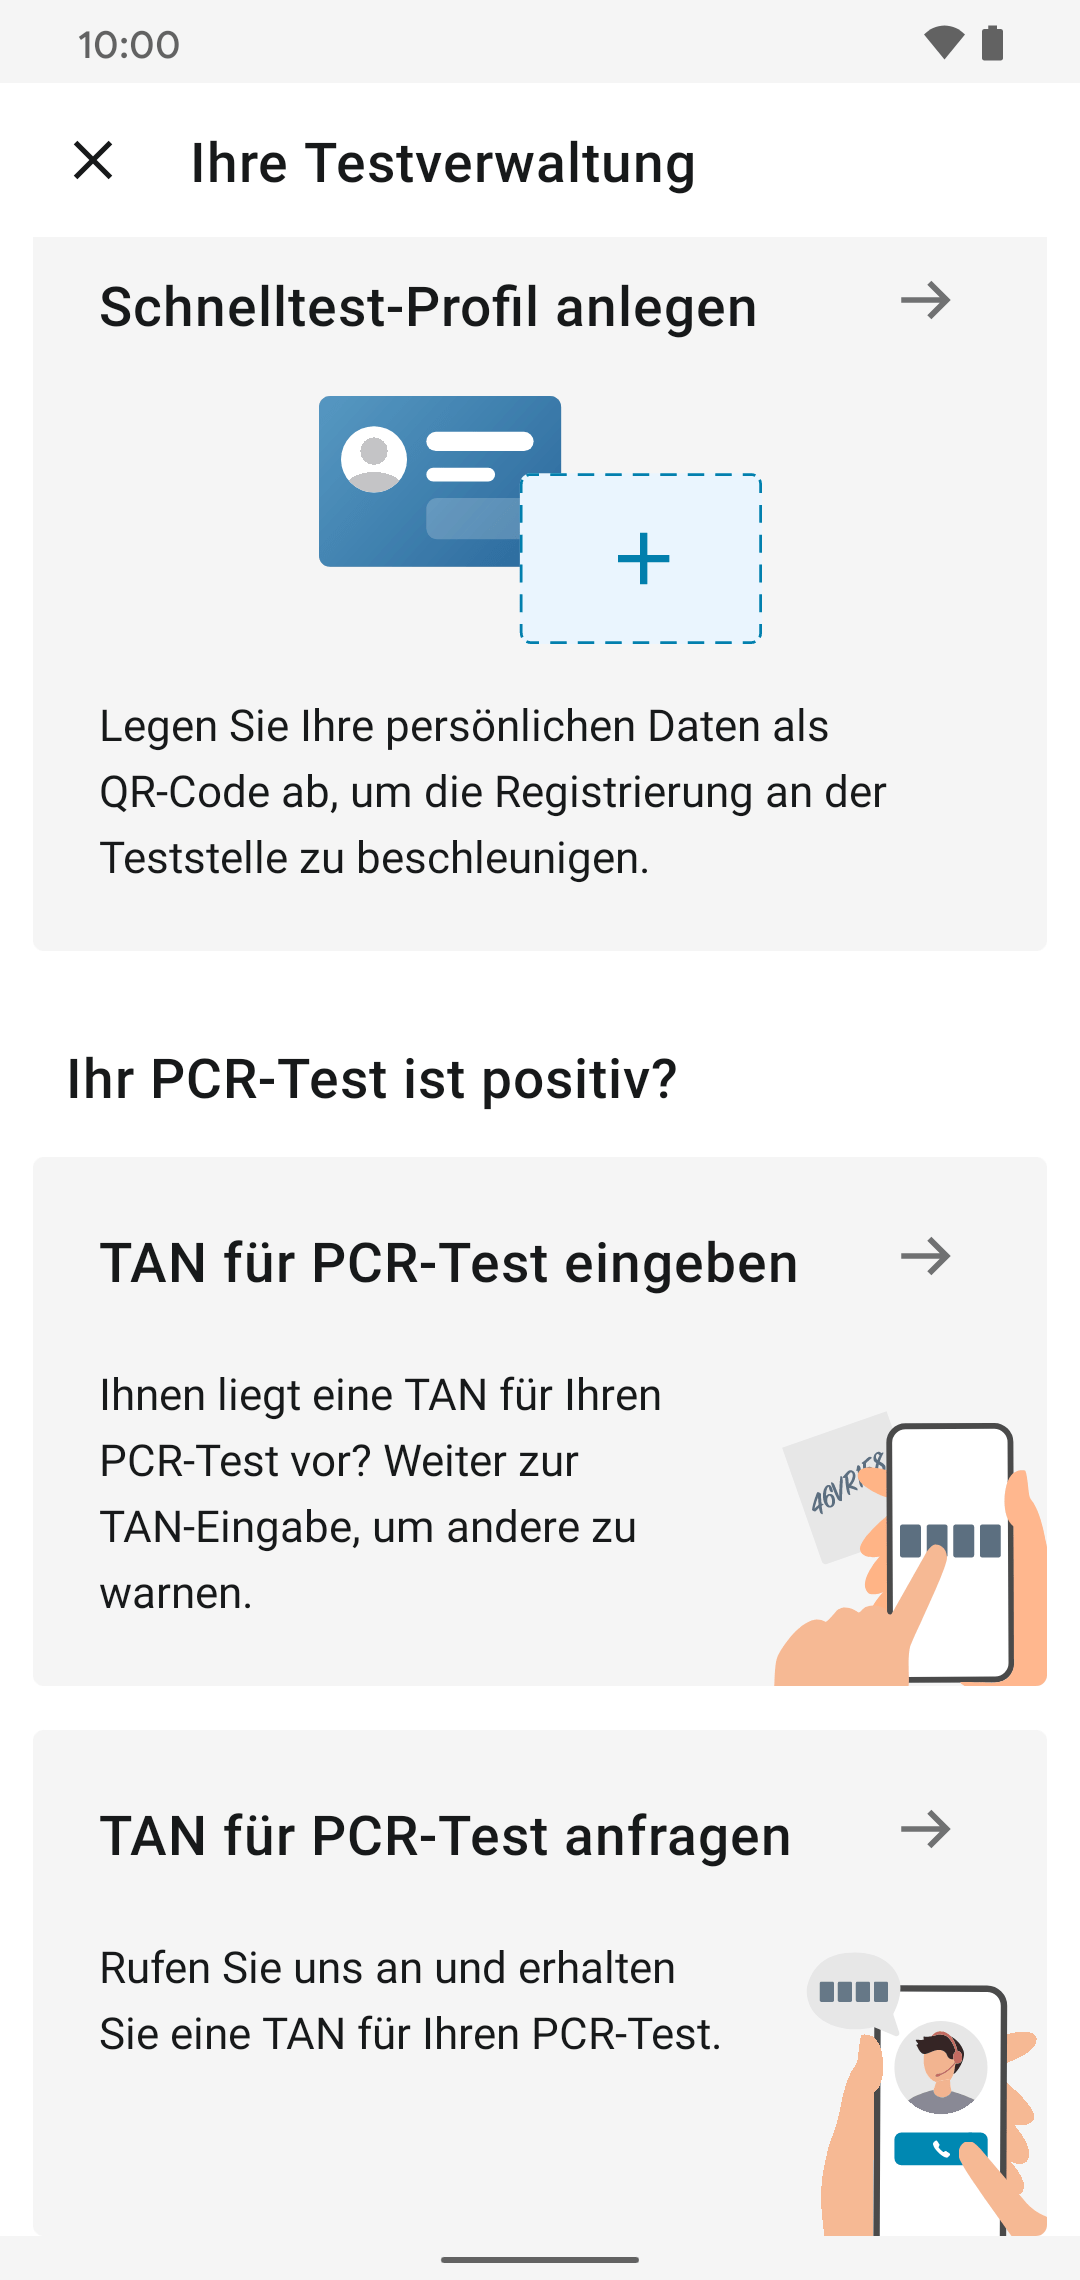 10:00
Ihre Testverwaltung
Schnelltest-Profil anlegen
Legen Sie Ihre persönlichen Daten als
QR-Code ab, um die Registrierung an der
Teststelle zu beschleunigen.
Ihr PCR-Test ist positiv?
TAN für PCR-Test eingeben
Ihnen liegt eine TAN für Ihren
PCR-Test vor? Weiter zur
TAN-Eingabe, um andere zu
warnen.
TAN für PCR-Test anfragen
Rufen Sie uns an und erhalten
Sie eine TAN für Ihren PCR-Test.